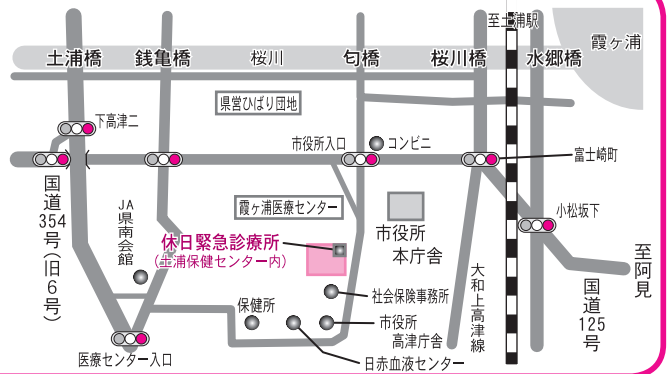 至土浦駅
霞ヶ浦
土浦橋
銭亀橋
桜川
匂橋
桜川橋
水郷橋
県営ひばり団地
下高津二
市役所入口
コンビニ
富士崎町
国道354号(旧6号)
JA県南会館
霞ヶ浦医療センター
市役所
本庁舎
小松坂下
休日緊急診療所
(土浦保健センター内)
至阿見
大和上高津線
国道125号
社会保険事務所
保健所
市役所
高津庁舎
日赤血液センター
医療センター入口